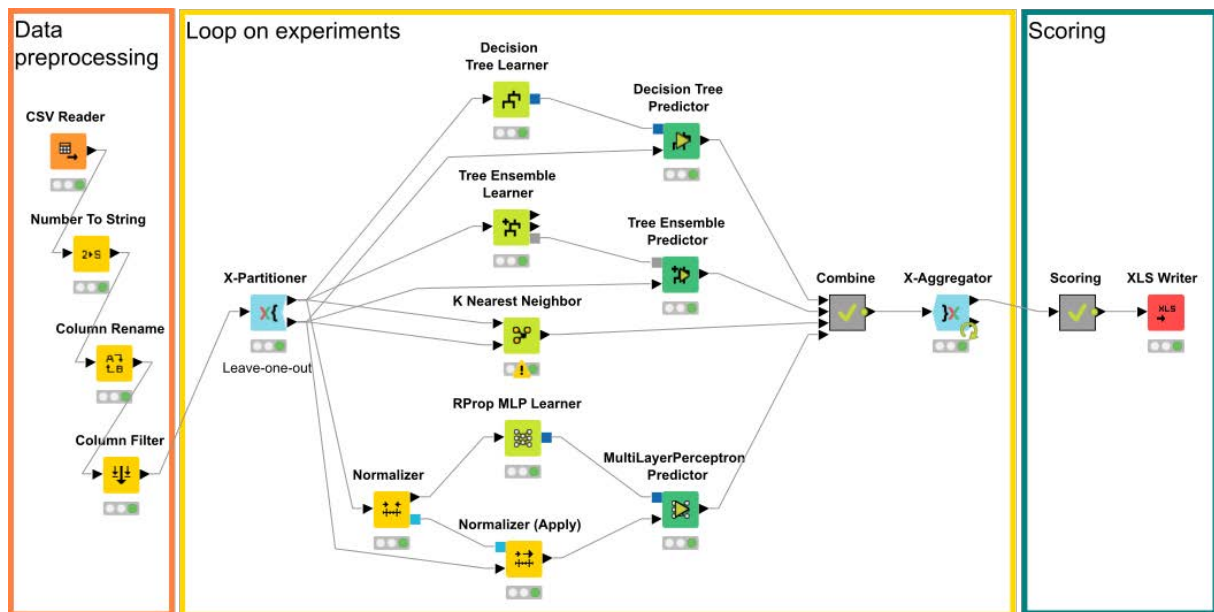 Data
preprocessing
CSV Reader
Number To String
2▸S
Column Rename
A
B
Column Filter
Loop on experiments
Decision
Tree Learner
Decision Tree
Predictor
Tree Ensemble
Learner
Tree Ensemble
Predictor
X-Partitioner
X{
Leave-one-out
K Nearest Neighbor
!
RProp MLP Learner
MultiLayerPerceptron
Predictor
Normalizer
Normalizer (Apply)
Combine
X-Aggregator
}X
Scoring
Scoring
XLS Writer
XLS